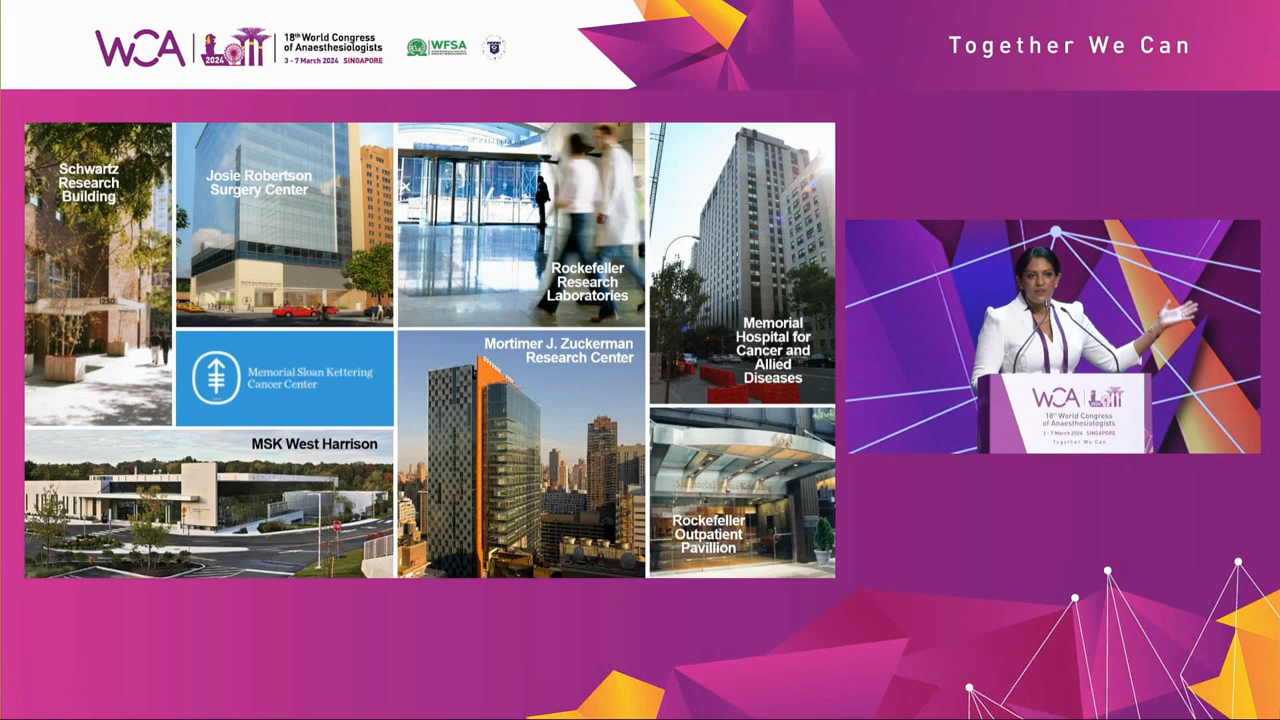 WCA
2024
18th World Congress
of Anaesthesiologists
3 - 7 March 2024 SINGAPORE
WFSA
Together We Can
Schwartz
Research
Building
1250
Josie Robertson
Surgery Center
Rockefeller
Research
Laboratories
Memorial
Hospital for
Cancer and
Allied
Diseases
Memorial Sloan Kettering
Cancer Center
Mortimer J. Zuckerman
Research Center
MSK West Harrison
Rockefeller
Outpatient
Pavillion
WCA
18th World Congress
of Anaesthesiologists
3 - 7 March 2024 SINGAPORE
Together We Can